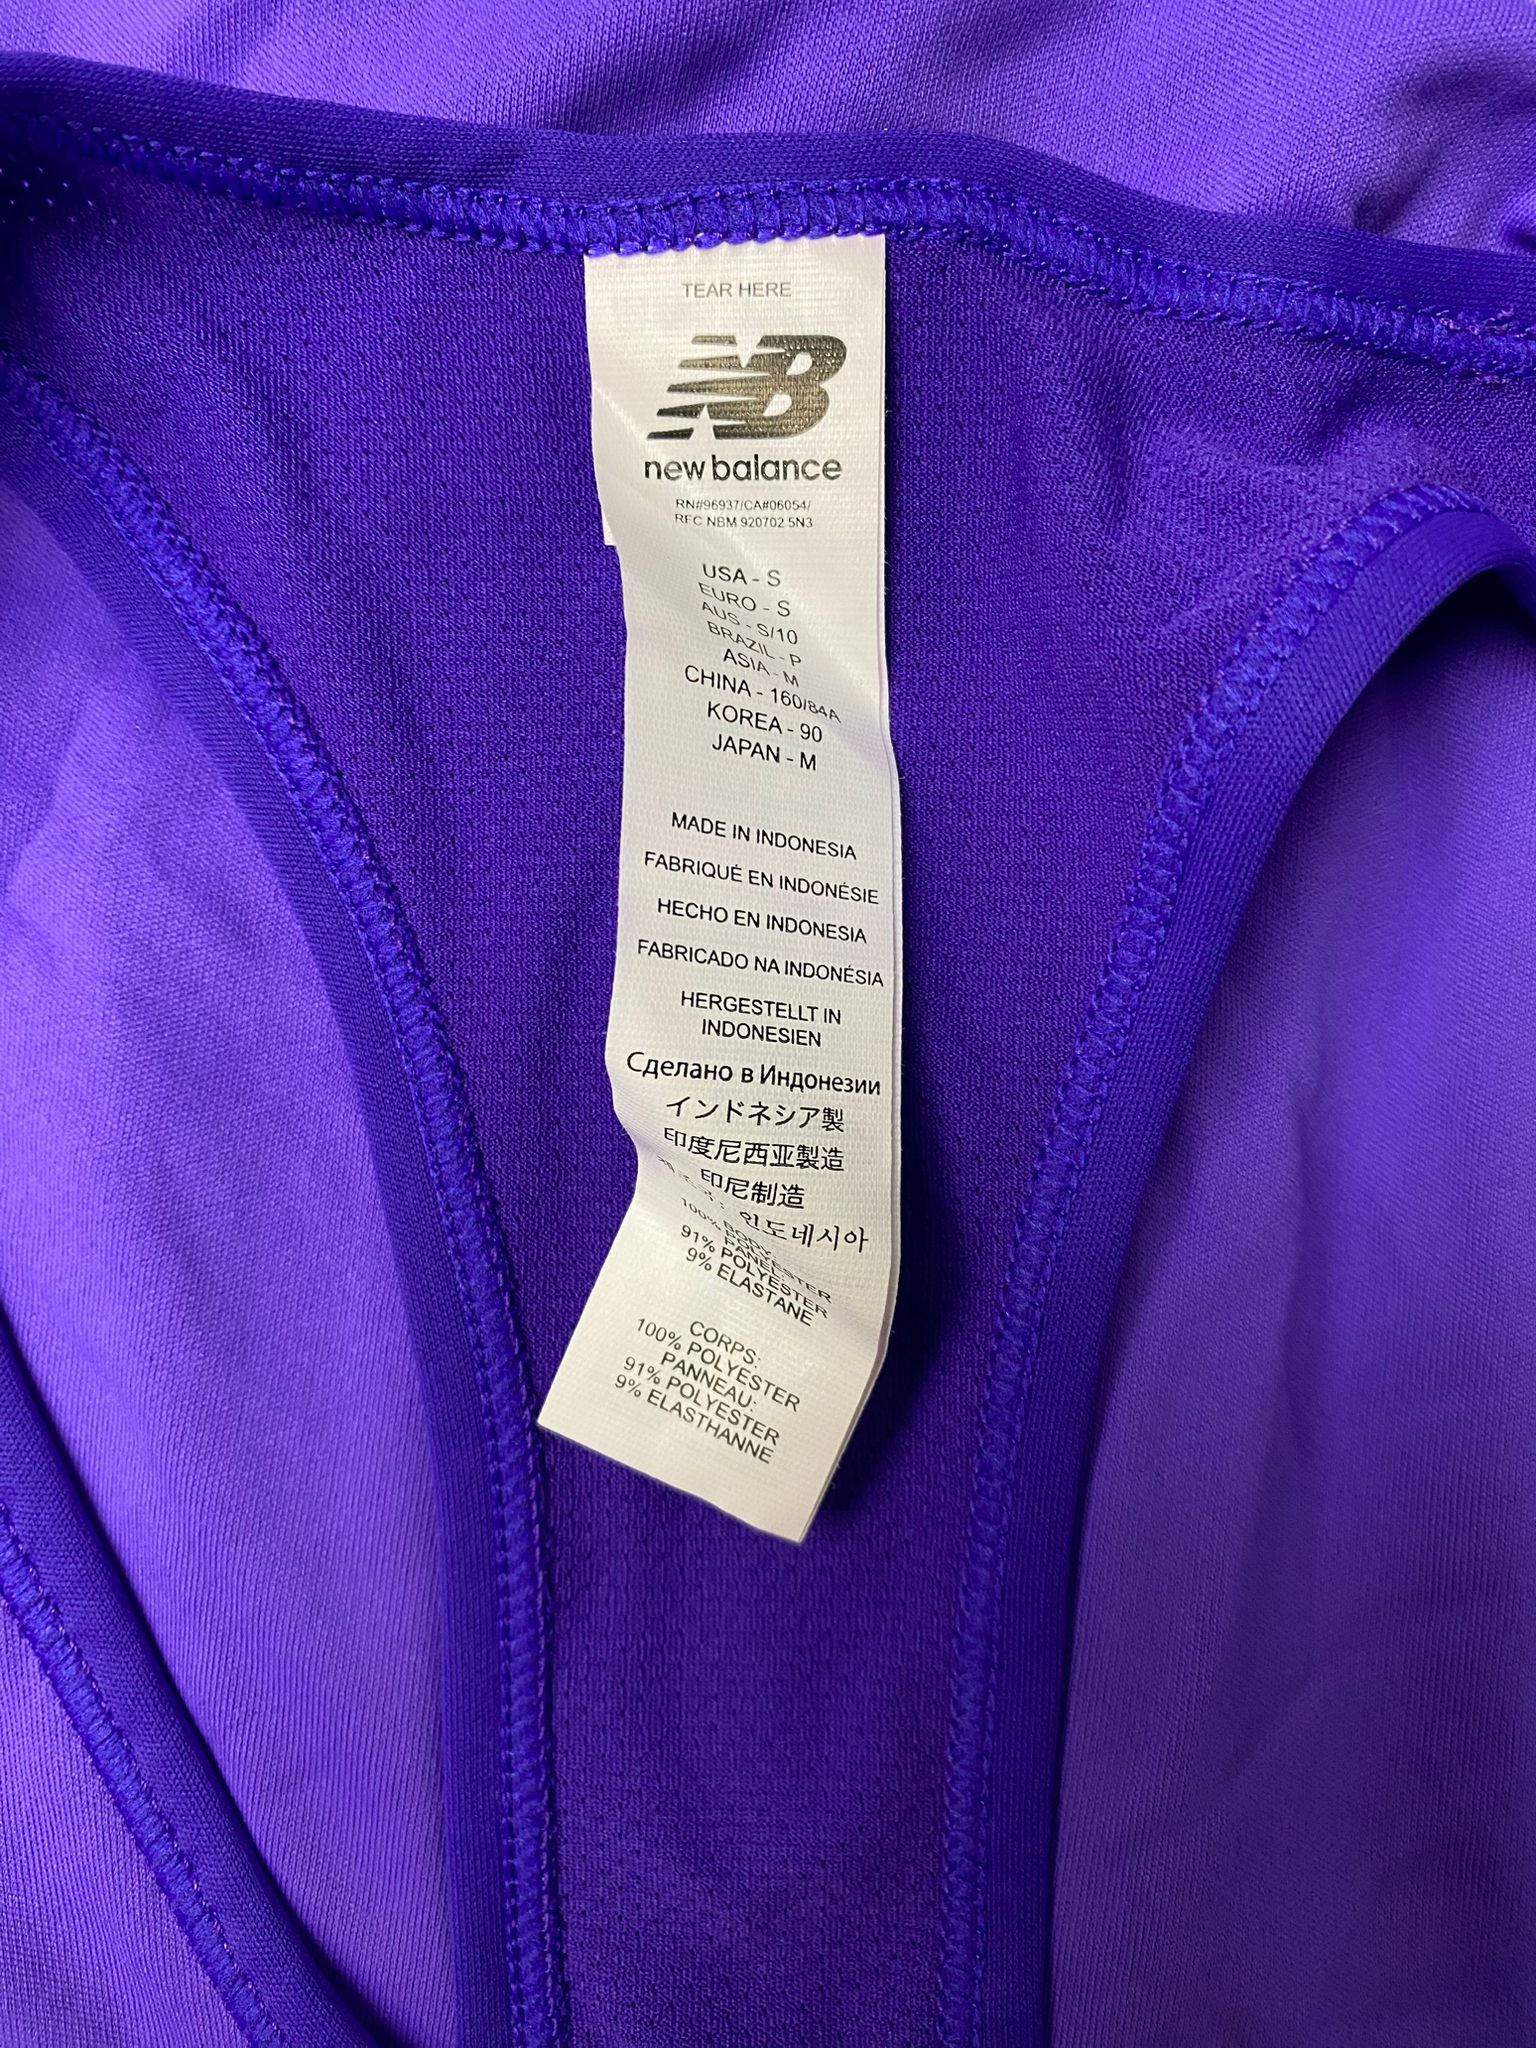 TEAR HERE
NB
new balance
RN#96937/CA#06054/
RFC NBM 920702 5N3
USA - S
EURO - S
AUS - S/10
BRAZIL - P
ASIA - M
CHINA - 160/84A
KOREA - 90
JAPAN - M
MADE IN INDONESIA
FABRIQUÉ EN INDONÉSIE
HECHO EN INDONESIA
FABRICADO NA INDONÉSIA
HERGESTELLT IN
INDONESIEN
Сделано в Индонезии
インドネシア製
印度尼西亚製造
印尼制造
: 인도네시아
BODY
100% POLYESTER
PANEL
91% POLYESTER
9% ELASTANE
CORPS:
100% POLYESTER
PANNEAU:
91% POLYESTER
9% ELASTHANNE